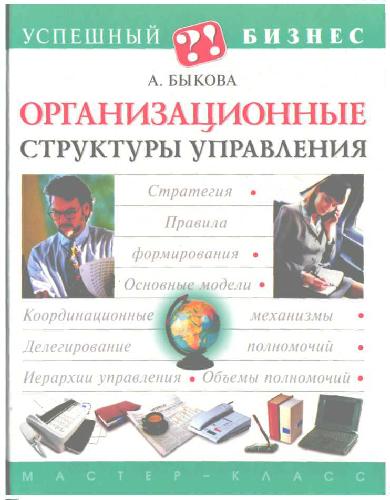 УСПЕШНЫЙ ?! БИЗНЕС
А. БЫКОВА
ОРГАНИЗАЦИОННЫЕ
СТРУКТУРЫ УПРАВЛЕНИЯ
Стратегия •
Правила
формирования •
Основные модели •
Координационные механизмы •
Делегирование полномочий •
Иерархии управления • Объемы полномочий •
МАСТЕР-КЛАСС